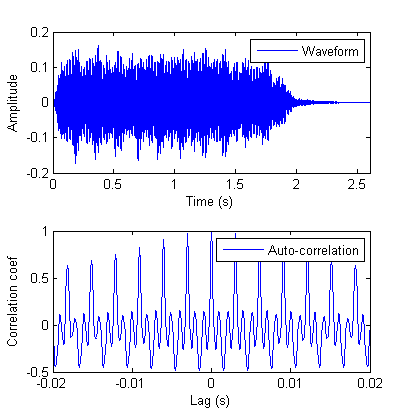 0.2
Waveform
0.1
0
-0.1
-0.2
Amplitude
0 0.5 1 1.5 2 2.5
Time (s)
1
Auto-correlation
0.5
0
-0.5
Correlation coef
-0.02 -0.01 0 0.01 0.02
Lag (s)